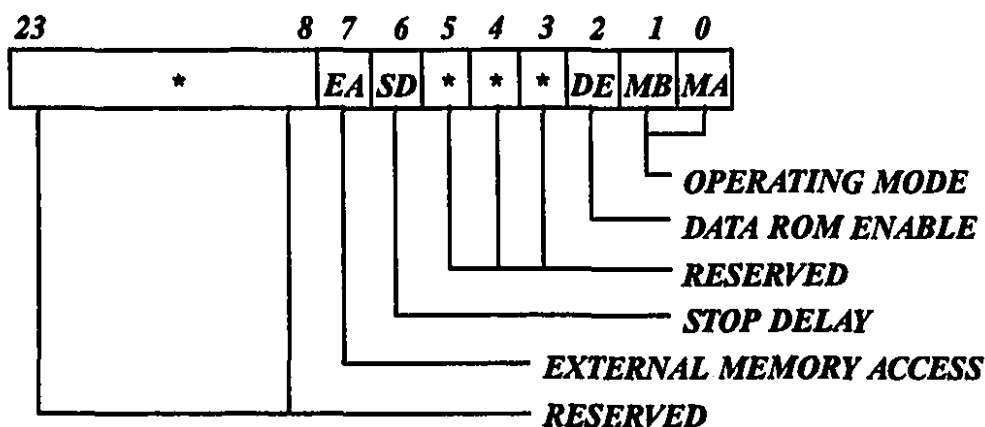 23 8 7 6 5 4 3 2 1 0
* EA SD * * * DE MB MA
OPERATING MODE
DATA ROM ENABLE
RESERVED
STOP DELAY
EXTERNAL MEMORY ACCESS
RESERVED